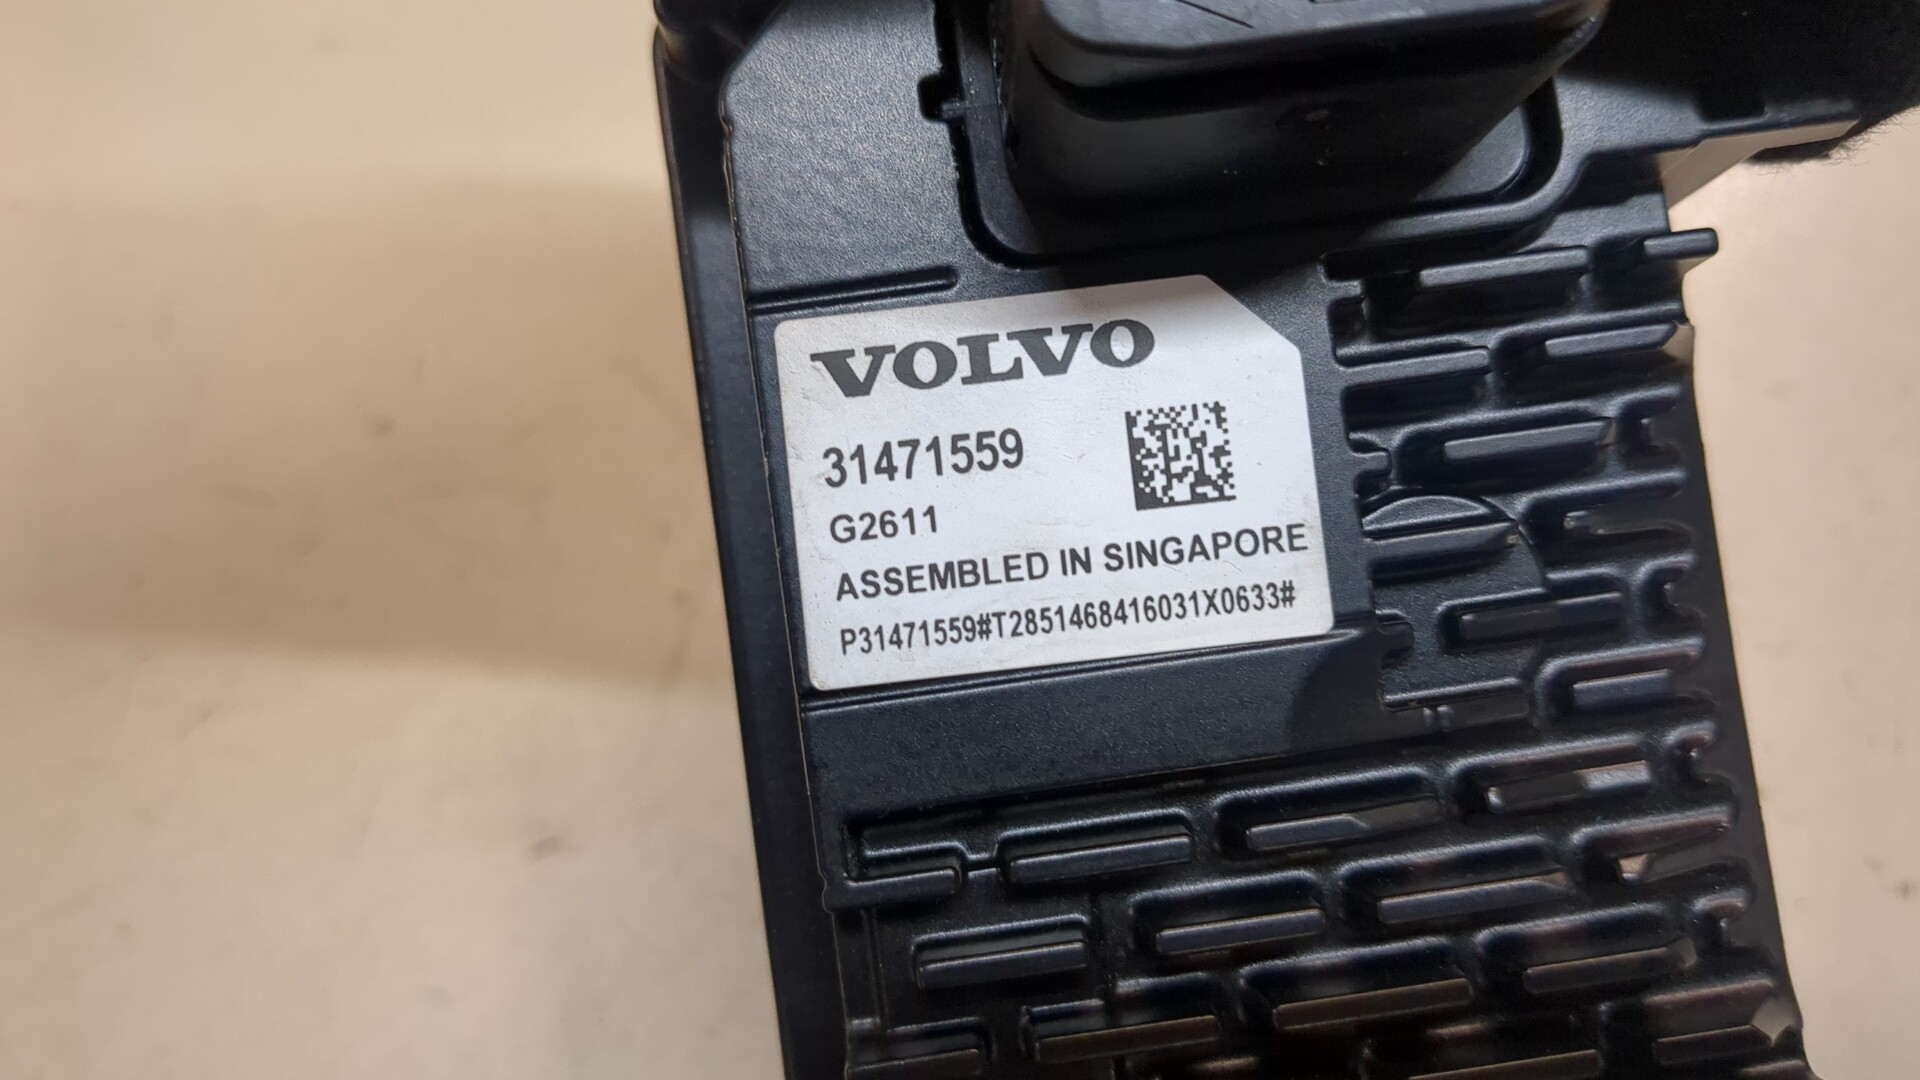 VOLVO
31471559
G2611
ASSEMBLED IN SINGAPORE
P31471559#T2851468416031X0633#